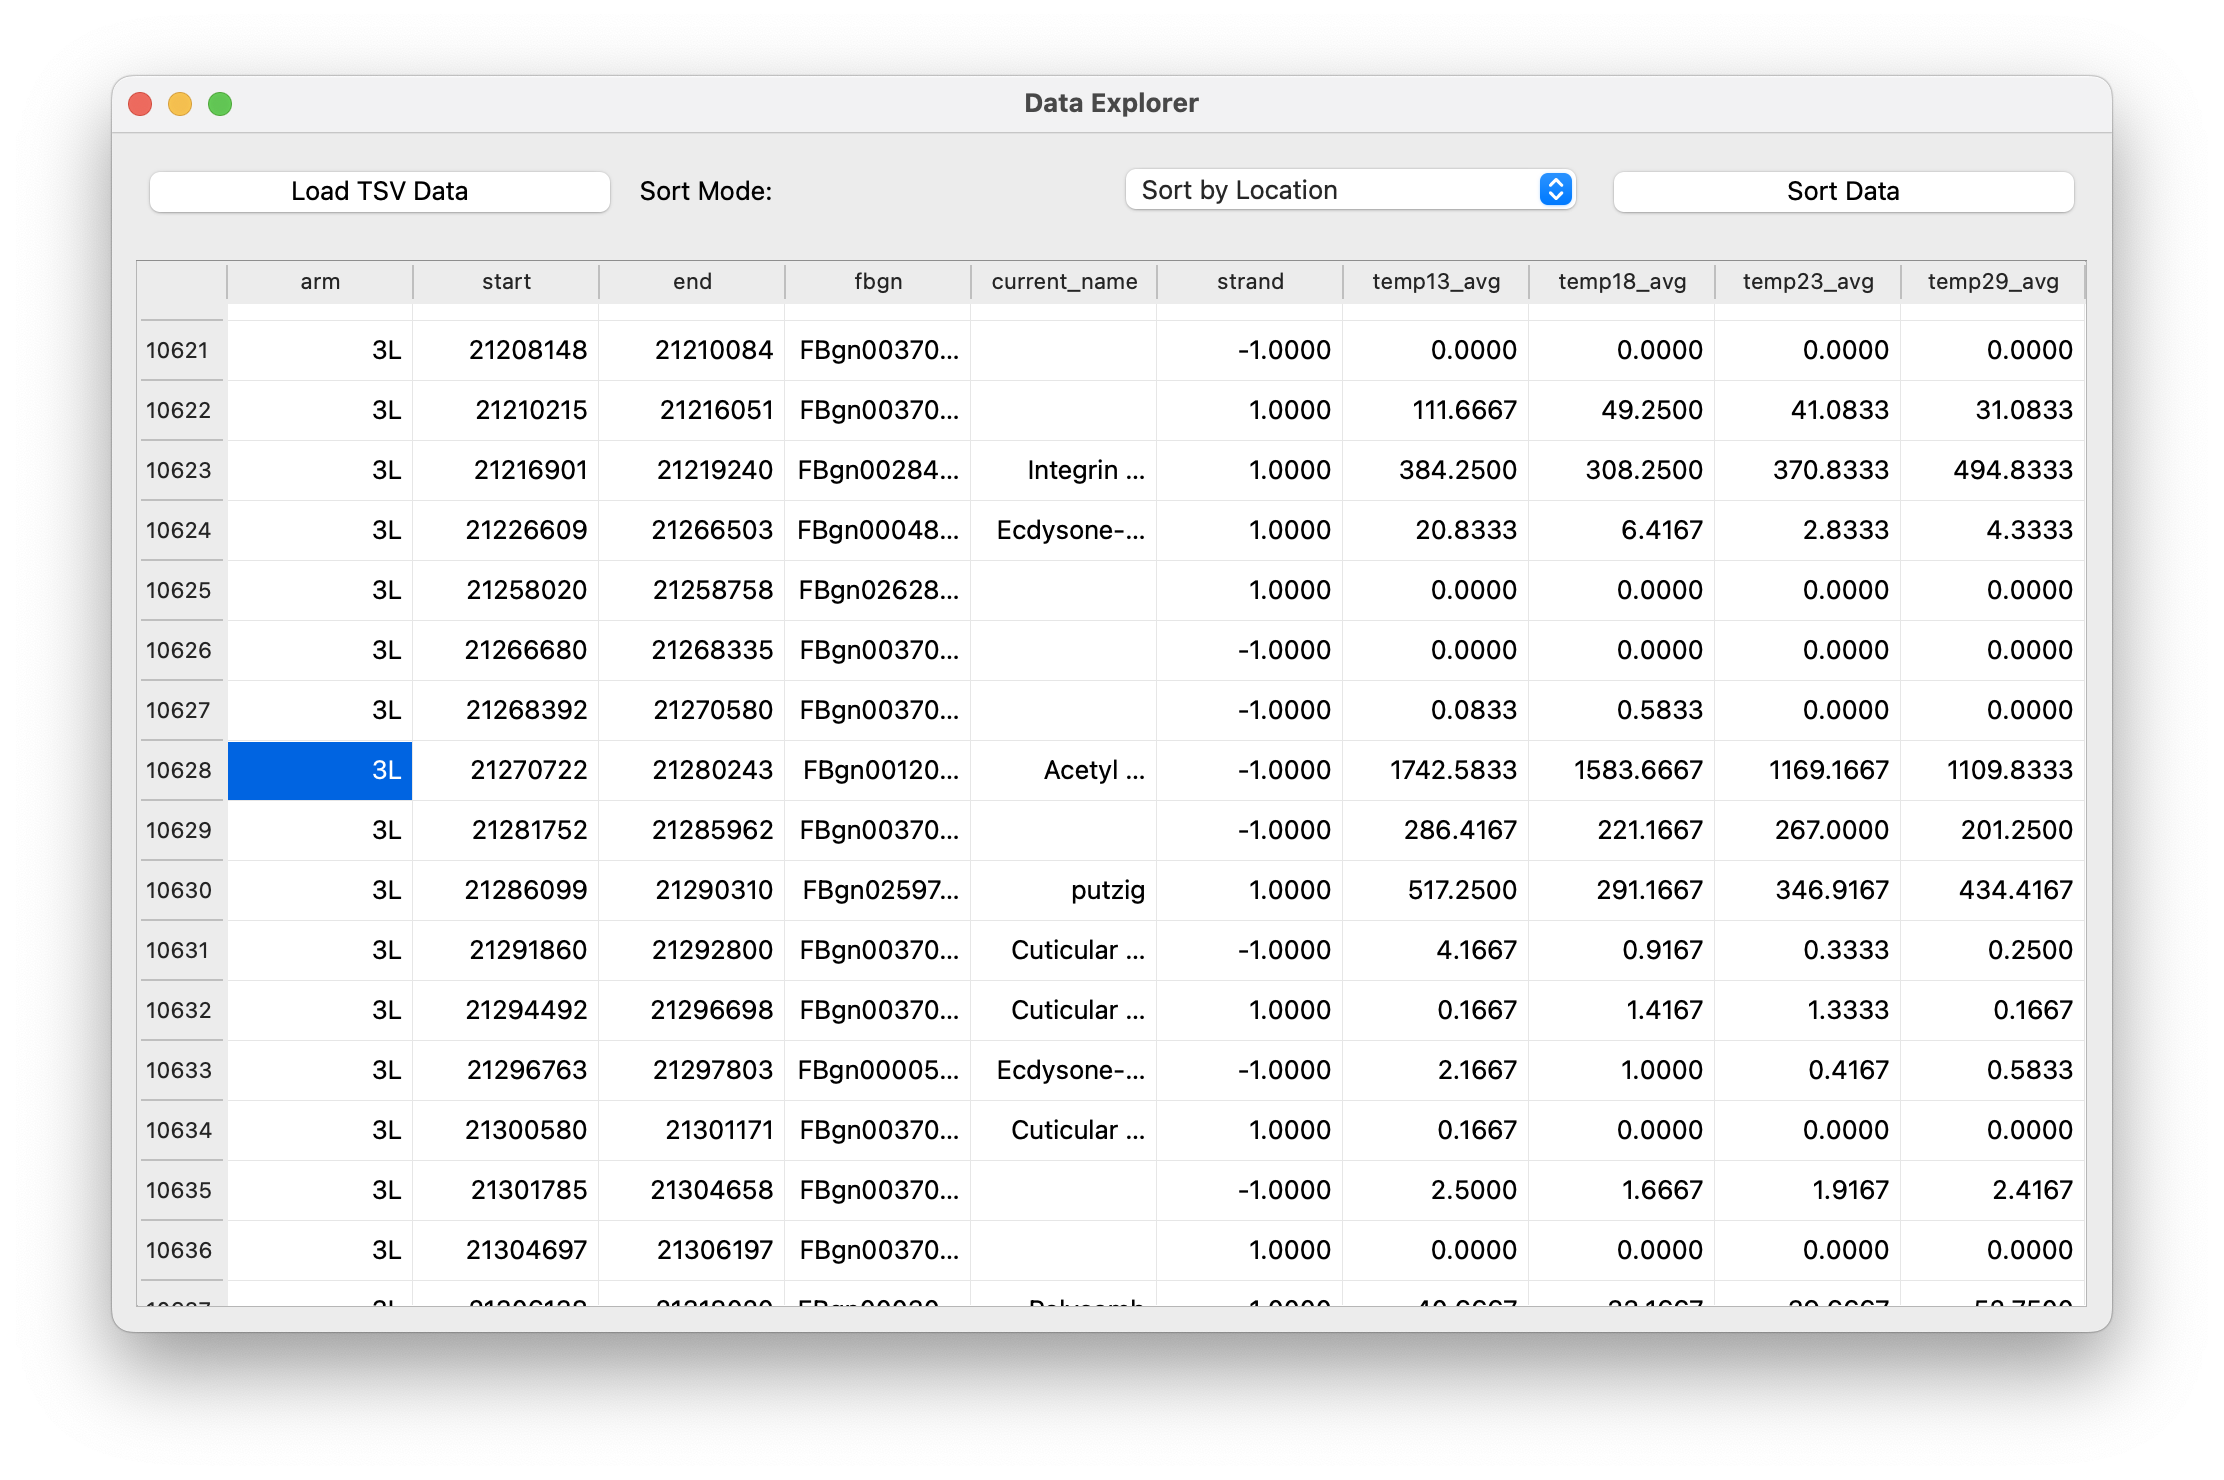 Data Explorer
Load TSV Data Sort Mode: Sort by Location Sort Data
arm start end fbgn current_name strand temp13_avg temp18_avg temp23_avg temp29_avg
10621 3L 21208148 21210084 FBgn00370... -1.0000 0.0000 0.0000 0.0000 0.0000
10622 3L 21210215 21216051 FBgn00370... 1.0000 111.6667 49.2500 41.0833 31.0833
10623 3L 21216901 21219240 FBgn00284... Integrin ... 1.0000 384.2500 308.2500 370.8333 494.8333
10624 3L 21226609 21266503 FBgn00048... Ecdysone-... 1.0000 20.8333 6.4167 2.8333 4.3333
10625 3L 21258020 21258758 FBgn02628... 1.0000 0.0000 0.0000 0.0000 0.0000
10626 3L 21266680 21268335 FBgn00370... -1.0000 0.0000 0.0000 0.0000 0.0000
10627 3L 21268392 21270580 FBgn00370... -1.0000 0.0833 0.5833 0.0000 0.0000
10628 3L 21270722 21280243 FBgn00120... Acetyl ... -1.0000 1742.5833 1583.6667 1169.1667 1109.8333
10629 3L 21281752 21285962 FBgn00370... -1.0000 286.4167 221.1667 267.0000 201.2500
10630 3L 21286099 21290310 FBgn02597... putzig 1.0000 517.2500 291.1667 346.9167 434.4167
10631 3L 21291860 21292800 FBgn00370... Cuticular ... -1.0000 4.1667 0.9167 0.3333 0.2500
10632 3L 21294492 21296698 FBgn00370... Cuticular ... 1.0000 0.1667 1.4167 1.3333 0.1667
10633 3L 21296763 21297803 FBgn00005... Ecdysone-... -1.0000 2.1667 1.0000 0.4167 0.5833
10634 3L 21300580 21301171 FBgn00370... Cuticular ... 1.0000 0.1667 0.0000 0.0000 0.0000
10635 3L 21301785 21304658 FBgn00370... -1.0000 2.5000 1.6667 1.9167 2.4167
10636 3L 21304697 21306197 FBgn00370... 1.0000 0.0000 0.0000 0.0000 0.0000